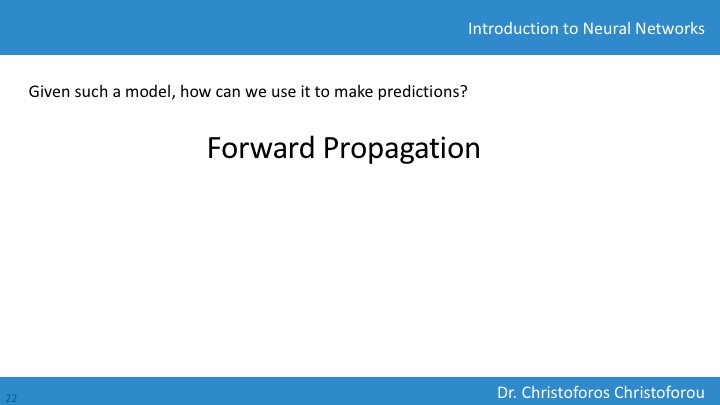 Introduction to Neural Networks
Given such a model, how can we use it to make predictions?
Forward Propagation
22
Dr. Christoforos Christoforou